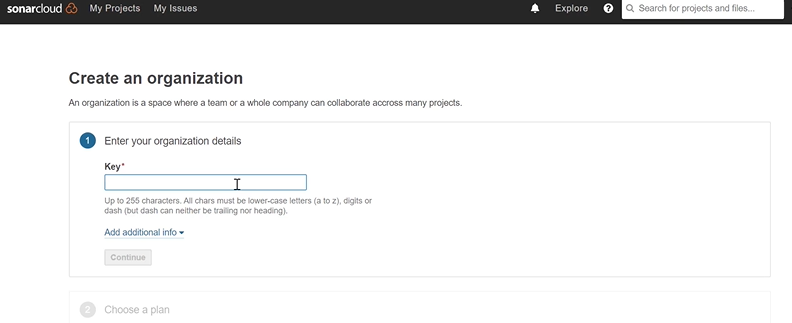 sonarcloud My Projects My Issues Explore Search for projects and files...
Create an organization
An organization is a space where a team or a whole company can collaborate accross many projects.
1 Enter your organization details
Key*
Up to 255 characters. All chars must be lower-case letters (a to z), digits or
dash (but dash can neither be trailing nor heading).
Add additional info
Continue
2 Choose a plan